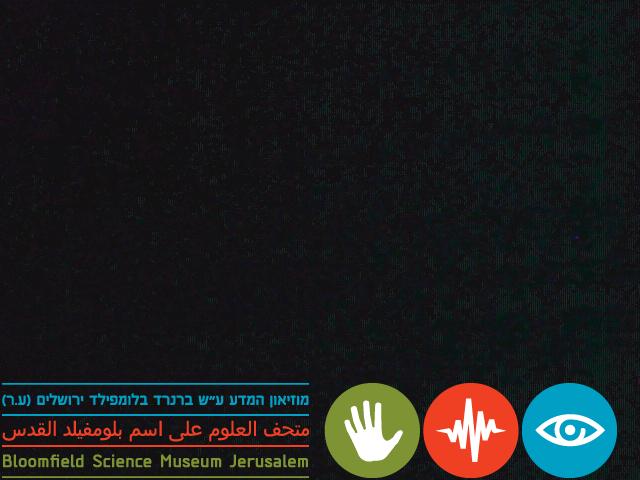 מוזיאון המדע ע״ש ברנרד בלומפילד ירושלים (ע.ר)
متحف العلوم على اسم بلومفيلد القدس
Bloomfield Science Museum Jerusalem